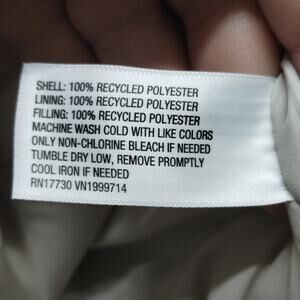 SHELL: 100% RECYCLED POLYESTER
LINING: 100% RECYCLED POLYESTER
FILLING: 100% RECYCLED POLYESTER
MACHINE WASH COLD WITH LIKE COLORS
ONLY NON-CHLORINE BLEACH IF NEEDED
TUMBLE DRY LOW, REMOVE PROMPTLY
COOL IRON IF NEEDED
RN17730 VN1999714